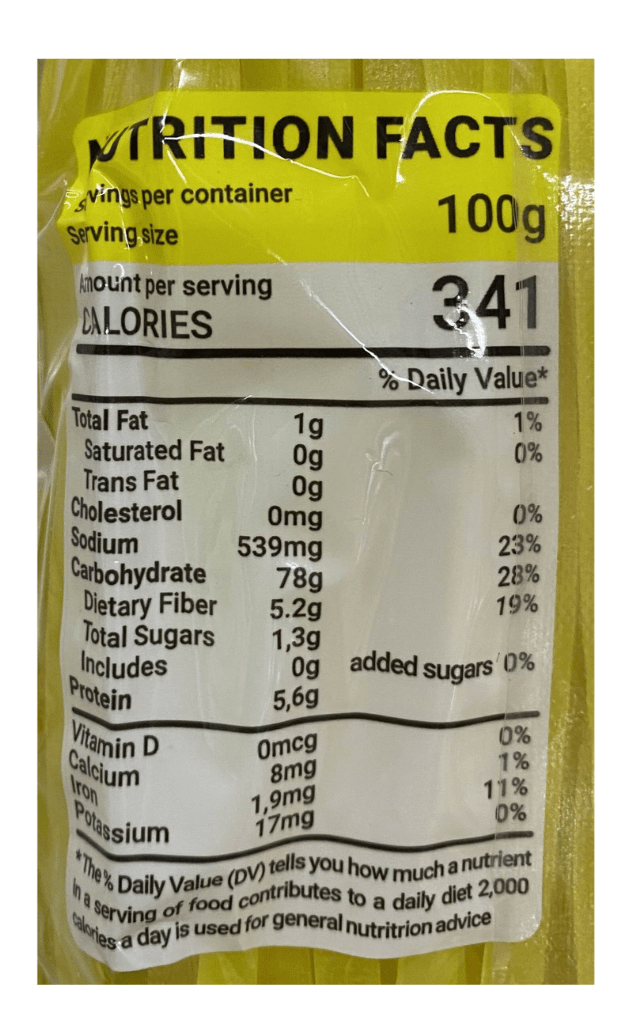 NUTRITION FACTS
Servings per container
Serving size 100g
Amount per serving
CALORIES 341
% Daily Value*
Total Fat 1g 1%
Saturated Fat 0g 0%
Trans Fat 0g
Cholesterol 0mg 0%
Sodium 539mg 23%
Carbohydrate 78g 28%
Dietary Fiber 5.2g 19%
Total Sugars 1,3g
Includes 0g added sugars 0%
Protein 5,6g
Vitamin D 0mcg 0%
Calcium 8mg 1%
Iron 1,9mg 11%
Potassium 17mg 0%
*The % Daily Value (DV) tells you how much a nutrient
in a serving of food contributes to a daily diet 2,000
calories a day is used for general nutritrion advice